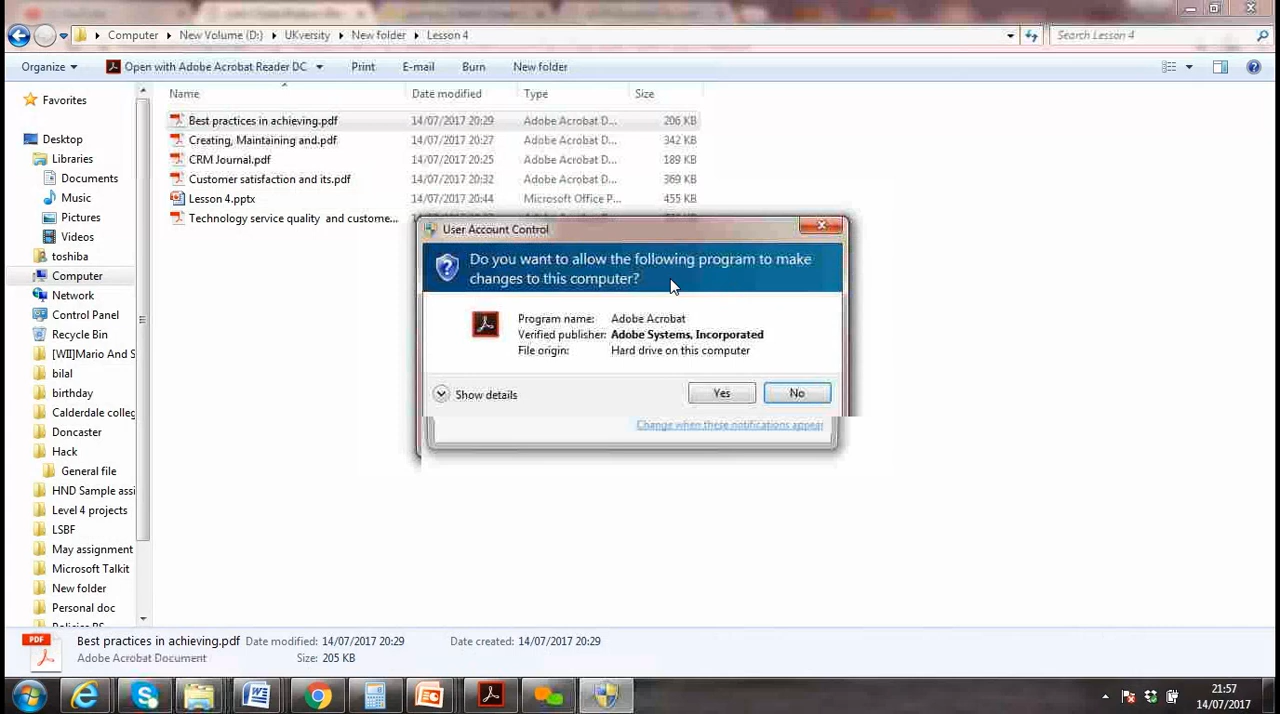 Computer
New Volume (D:)
UKversity
New folder
Lesson 4
Search Lesson 4
Organize
Open with Adobe Acrobat Reader DC
Print
E-mail
Burn
New folder
Name
Date modified
Type
Size
Best practices in achieving.pdf 14/07/2017 20:29 Adobe Acrobat D... 206 KB
Creating, Maintaining and.pdf 14/07/2017 20:27 Adobe Acrobat D... 342 KB
CRM Journal.pdf 14/07/2017 20:25 Adobe Acrobat D... 189 KB
Customer satisfaction and its.pdf 14/07/2017 20:32 Adobe Acrobat D... 369 KB
Lesson 4.pptx 14/07/2017 20:44 Microsoft Office P... 455 KB
Technology service quality and custome...
Favorites
Desktop
Libraries
Documents
Music
Pictures
Videos
toshiba
Computer
Network
Control Panel
Recycle Bin
[WII]Mario And S
bilal
birthday
Calderdale colleg
Doncaster
Hack
General file
HND Sample assi
Level 4 projects
LSBF
May assignment
Microsoft Talkit
New folder
Personal doc
User Account Control
Do you want to allow the following program to make
changes to this computer?
Program name: Adobe Acrobat
Verified publisher: Adobe Systems, Incorporated
File origin: Hard drive on this computer
Show details
Yes
No
Change when these notifications appear
Best practices in achieving.pdf Date modified: 14/07/2017 20:29 Date created: 14/07/2017 20:29
Adobe Acrobat Document Size: 205 KB
PDF
21:57
14/07/2017